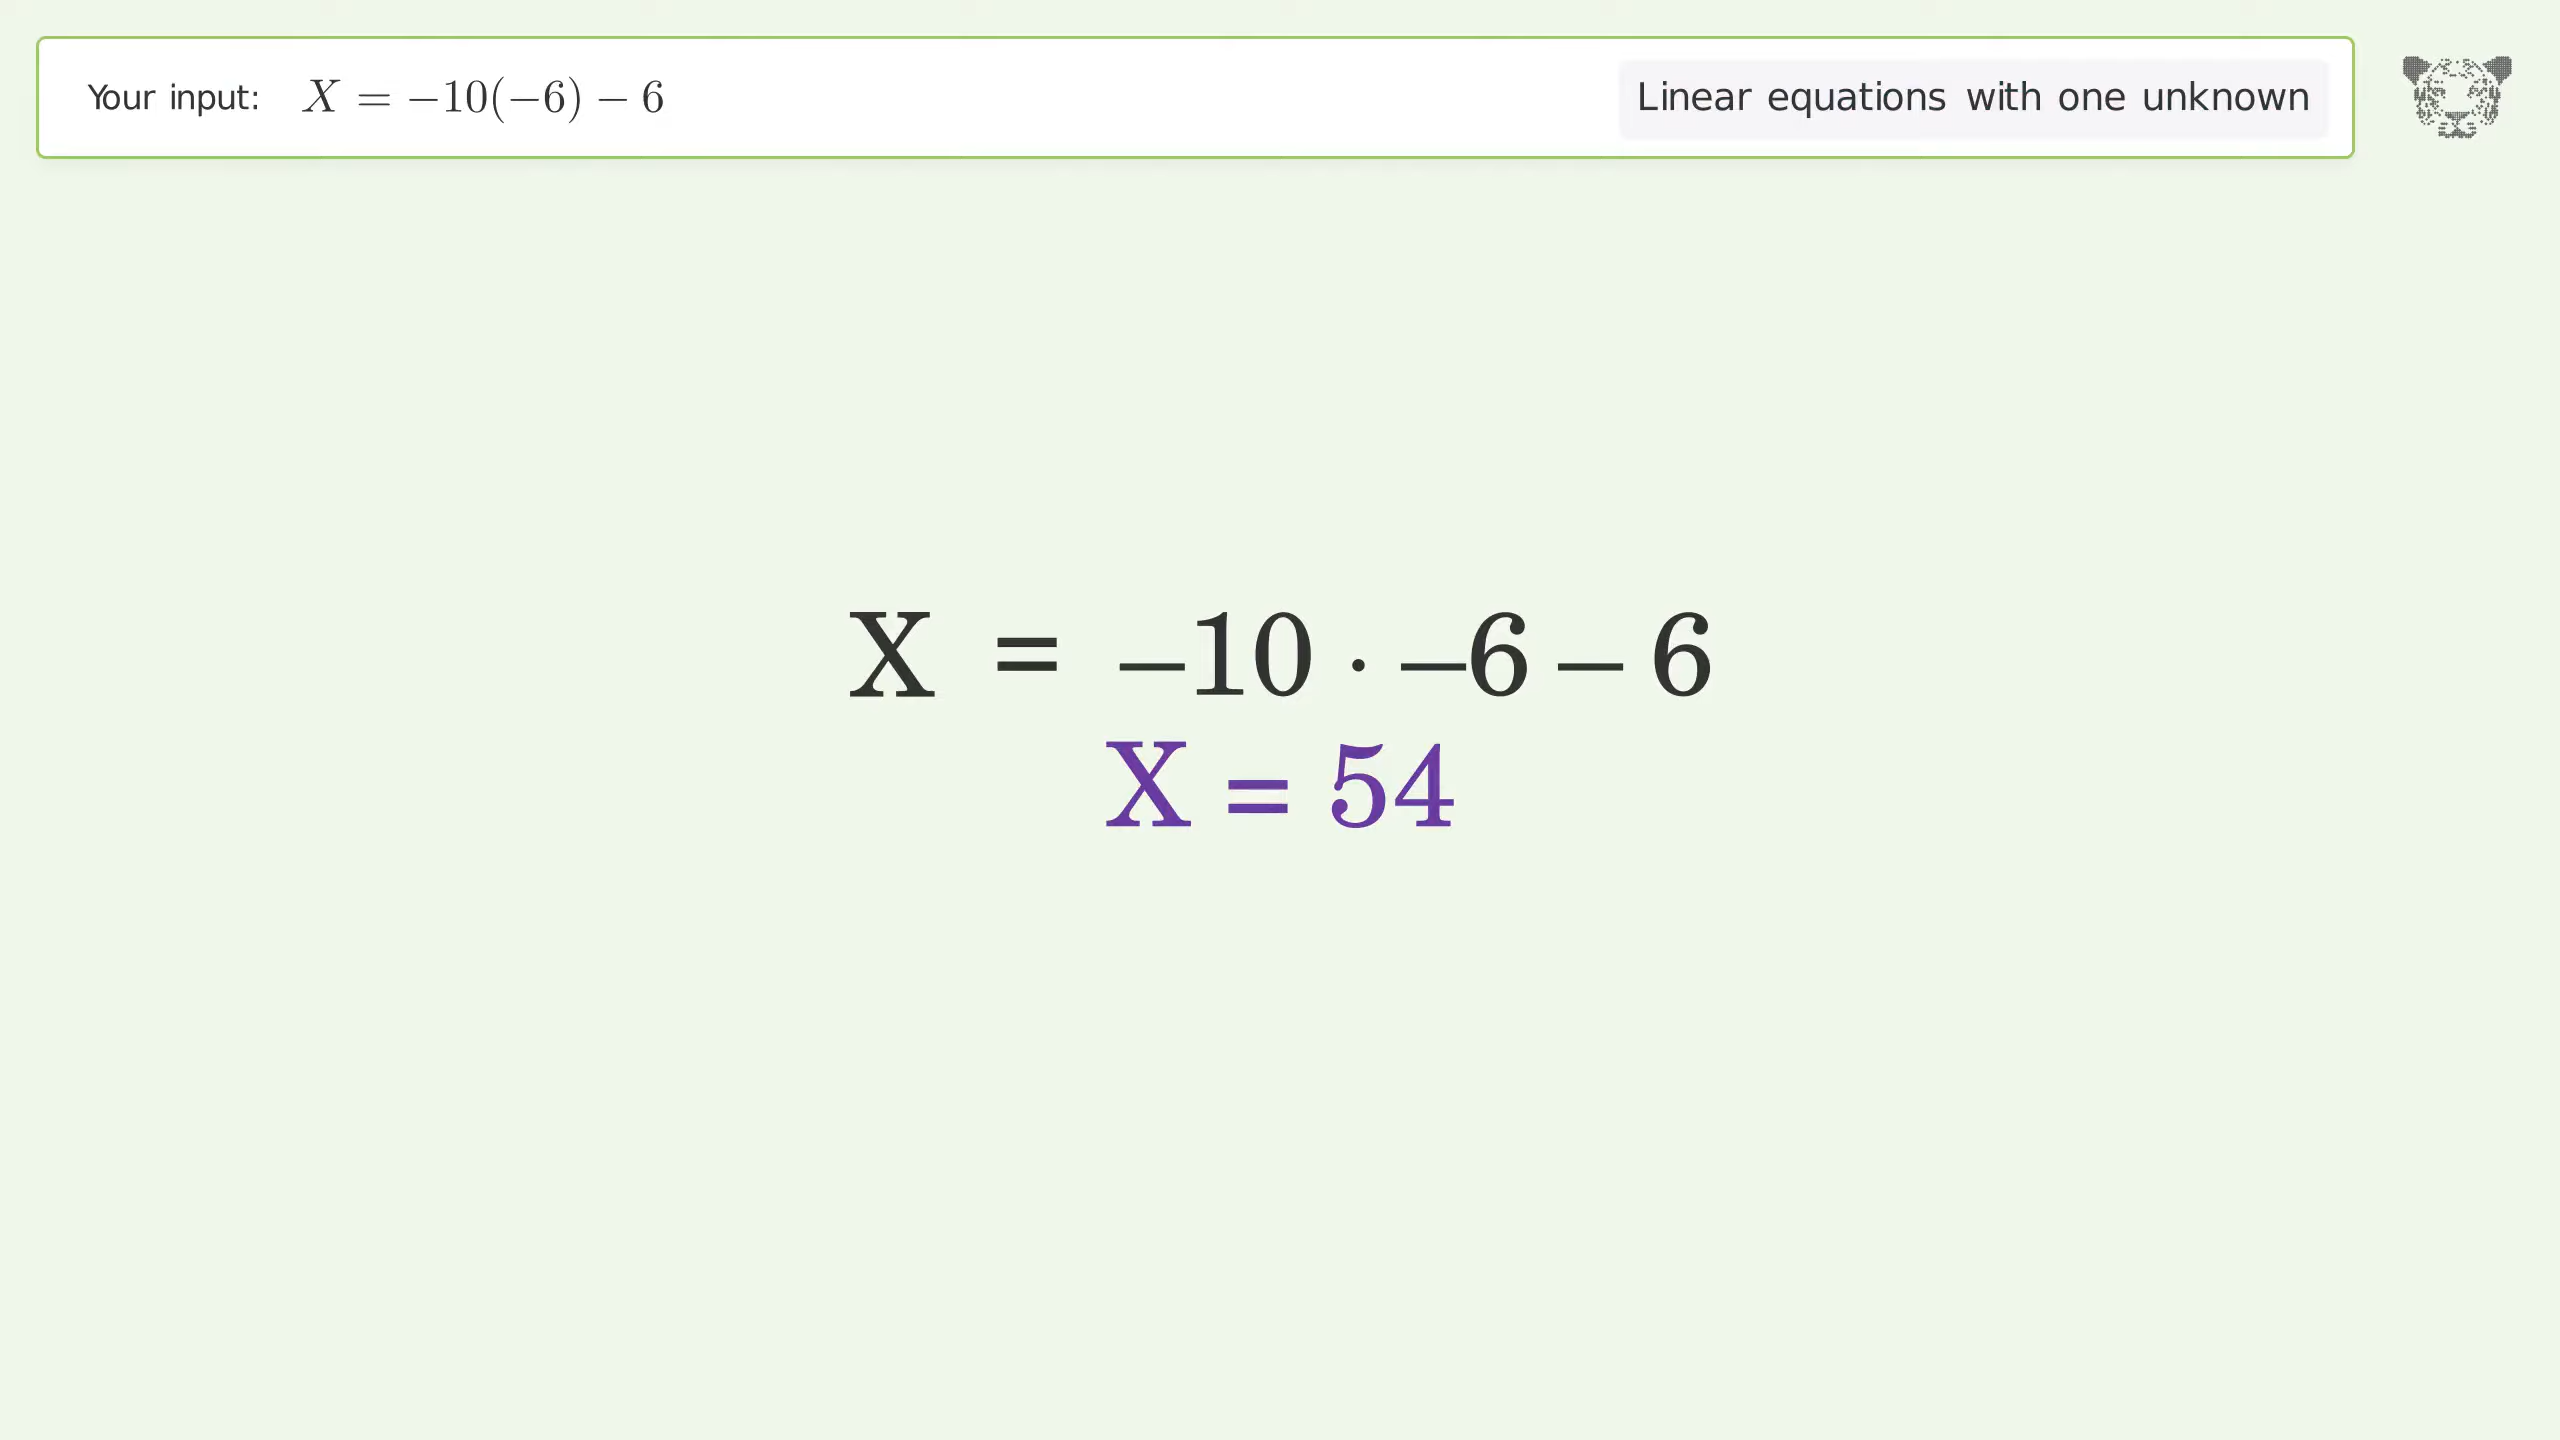 Your input: X = −10(−6) − 6 Linear equations with one unknown
X = −10 · −6 − 6
X = 54